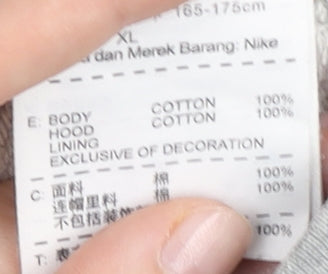 165-175cm
XL
dan Merek Barang: Nike
E: BODY COTTON 100%
HOOD COTTON 100%
LINING
EXCLUSIVE OF DECORATION
C: 面料 棉 100%
连帽里料 棉 100%
不包括装饰
T: 100%